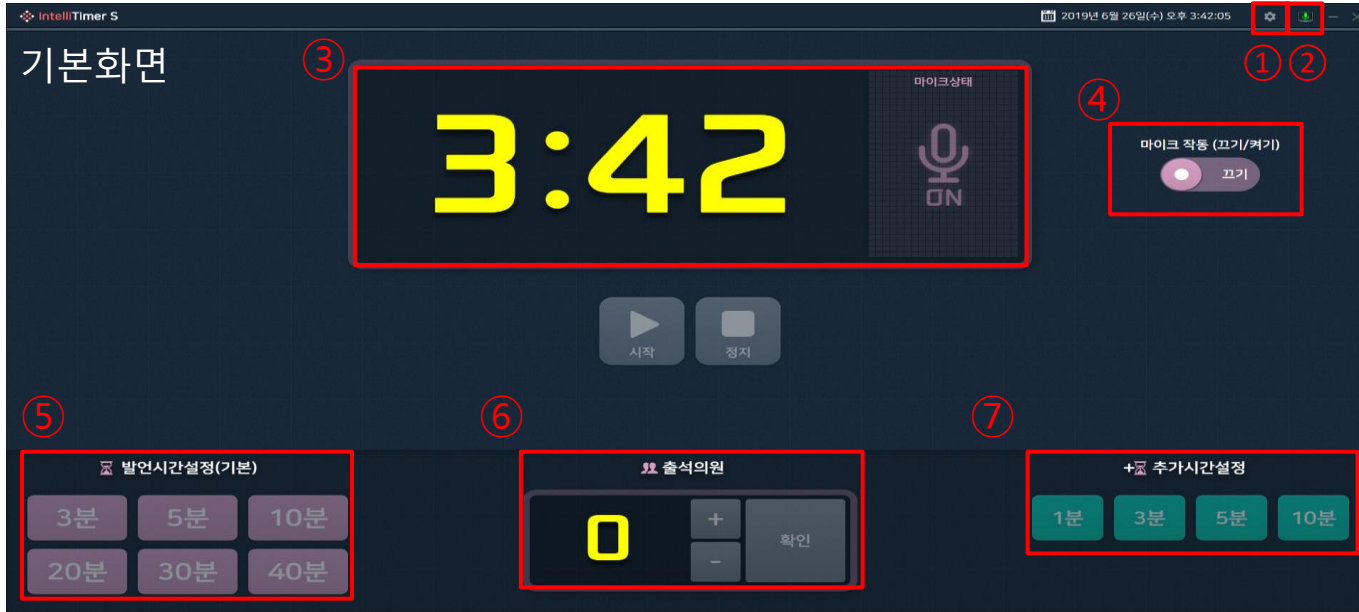 IntelliTimer S
2019년 6월 26일(수) 오후 3:42:05
기본화면
①
②
③
3:42
마이크상태
ON
④
마이크 작동 (끄기/켜기)
끄기
시작
정지
⑤
발언시간설정(기본)
3분 5분 10분
20분 30분 40분
⑥
출석의원
0
+
-
확인
⑦
+ 추가시간설정
1분 3분 5분 10분